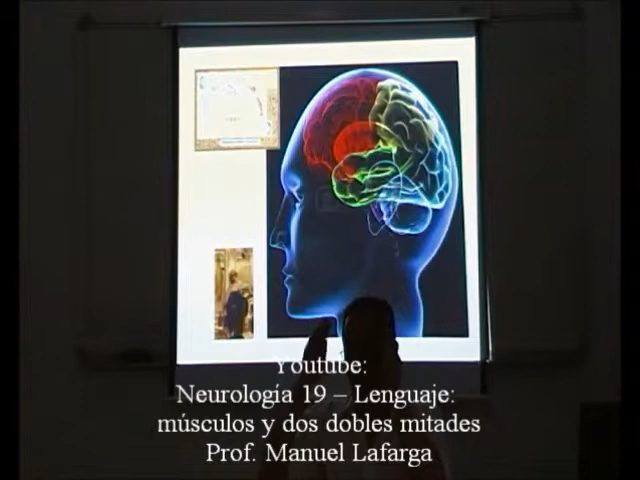 Youtube:
Neurología 19 – Lenguaje:
músculos y dos dobles mitades
Prof. Manuel Lafarga